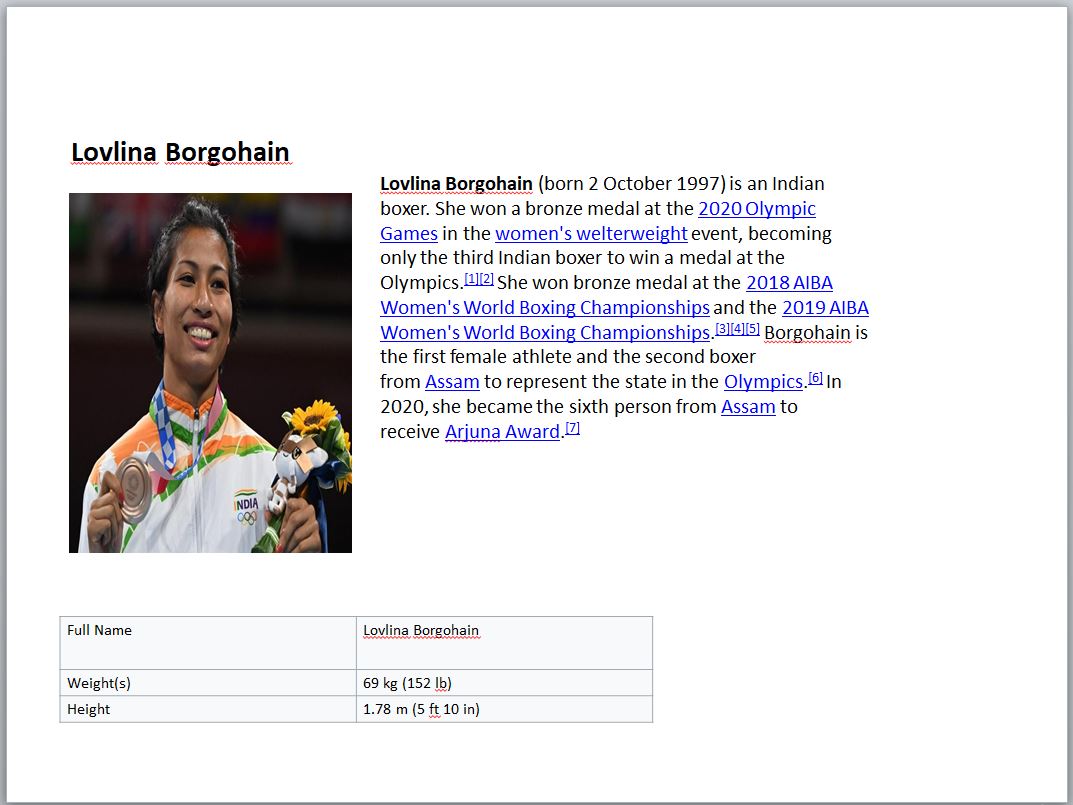 Lovlina Borgohain
Lovlina Borgohain (born 2 October 1997) is an Indian
boxer. She won a bronze medal at the 2020 Olympic
Games in the women's welterweight event, becoming
only the third Indian boxer to win a medal at the
Olympics.[1][2] She won bronze medal at the 2018 AIBA
Women's World Boxing Championships and the 2019 AIBA
Women's World Boxing Championships.[3][4][5] Borgohain is
the first female athlete and the second boxer
from Assam to represent the state in the Olympics.[6] In
2020, she became the sixth person from Assam to
receive Arjuna Award.[7]
INDIA
Full Name Lovlina Borgohain
Weight(s) 69 kg (152 lb)
Height 1.78 m (5 ft 10 in)